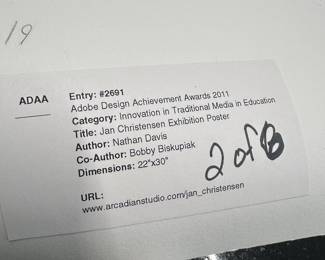 19
ADAA
Entry: #2691
Adobe Design Achievement Awards 2011
Category: Innovation in Traditional Media in Education
Title: Jan Christensen Exhibition Poster
Author: Nathan Davis
Co-Author: Bobby Biskupiak
Dimensions: 22"x30"
2 of
URL:
www.arcadianstudio.com/jan_christensen